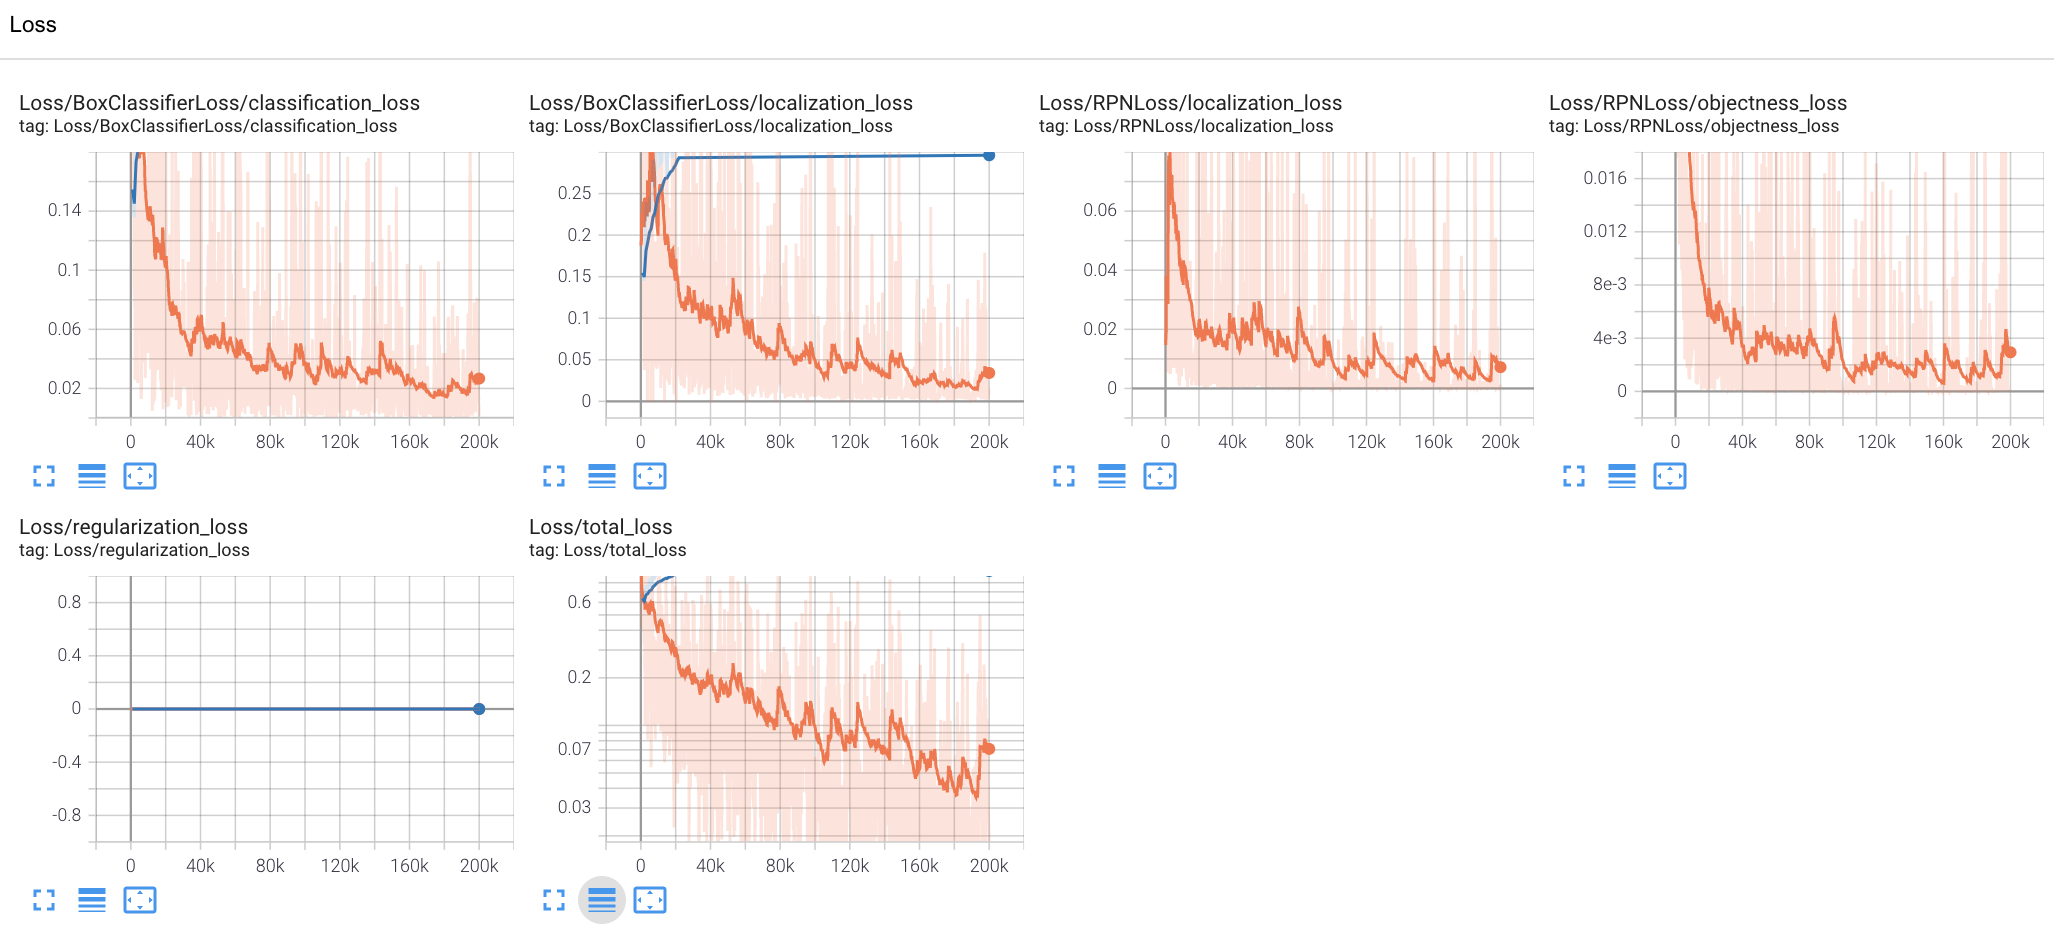 Loss
Loss/BoxClassifierLoss/classification_loss
tag: Loss/BoxClassifierLoss/classification_loss
0.14
0.1
0.06
0.02
0 40k 80k 120k 160k 200k
Loss/BoxClassifierLoss/localization_loss
tag: Loss/BoxClassifierLoss/localization_loss
0.25
0.2
0.15
0.1
0.05
0
0 40k 80k 120k 160k 200k
Loss/RPNLoss/localization_loss
tag: Loss/RPNLoss/localization_loss
0.06
0.04
0.02
0
0 40k 80k 120k 160k 200k
Loss/RPNLoss/objectness_loss
tag: Loss/RPNLoss/objectness_loss
0.016
0.012
8e-3
4e-3
0
0 40k 80k 120k 160k 200k
Loss/regularization_loss
tag: Loss/regularization_loss
0.8
0.4
0
-0.4
-0.8
0 40k 80k 120k 160k 200k
Loss/total_loss
tag: Loss/total_loss
0.6
0.2
0.07
0.03
0 40k 80k 120k 160k 200k